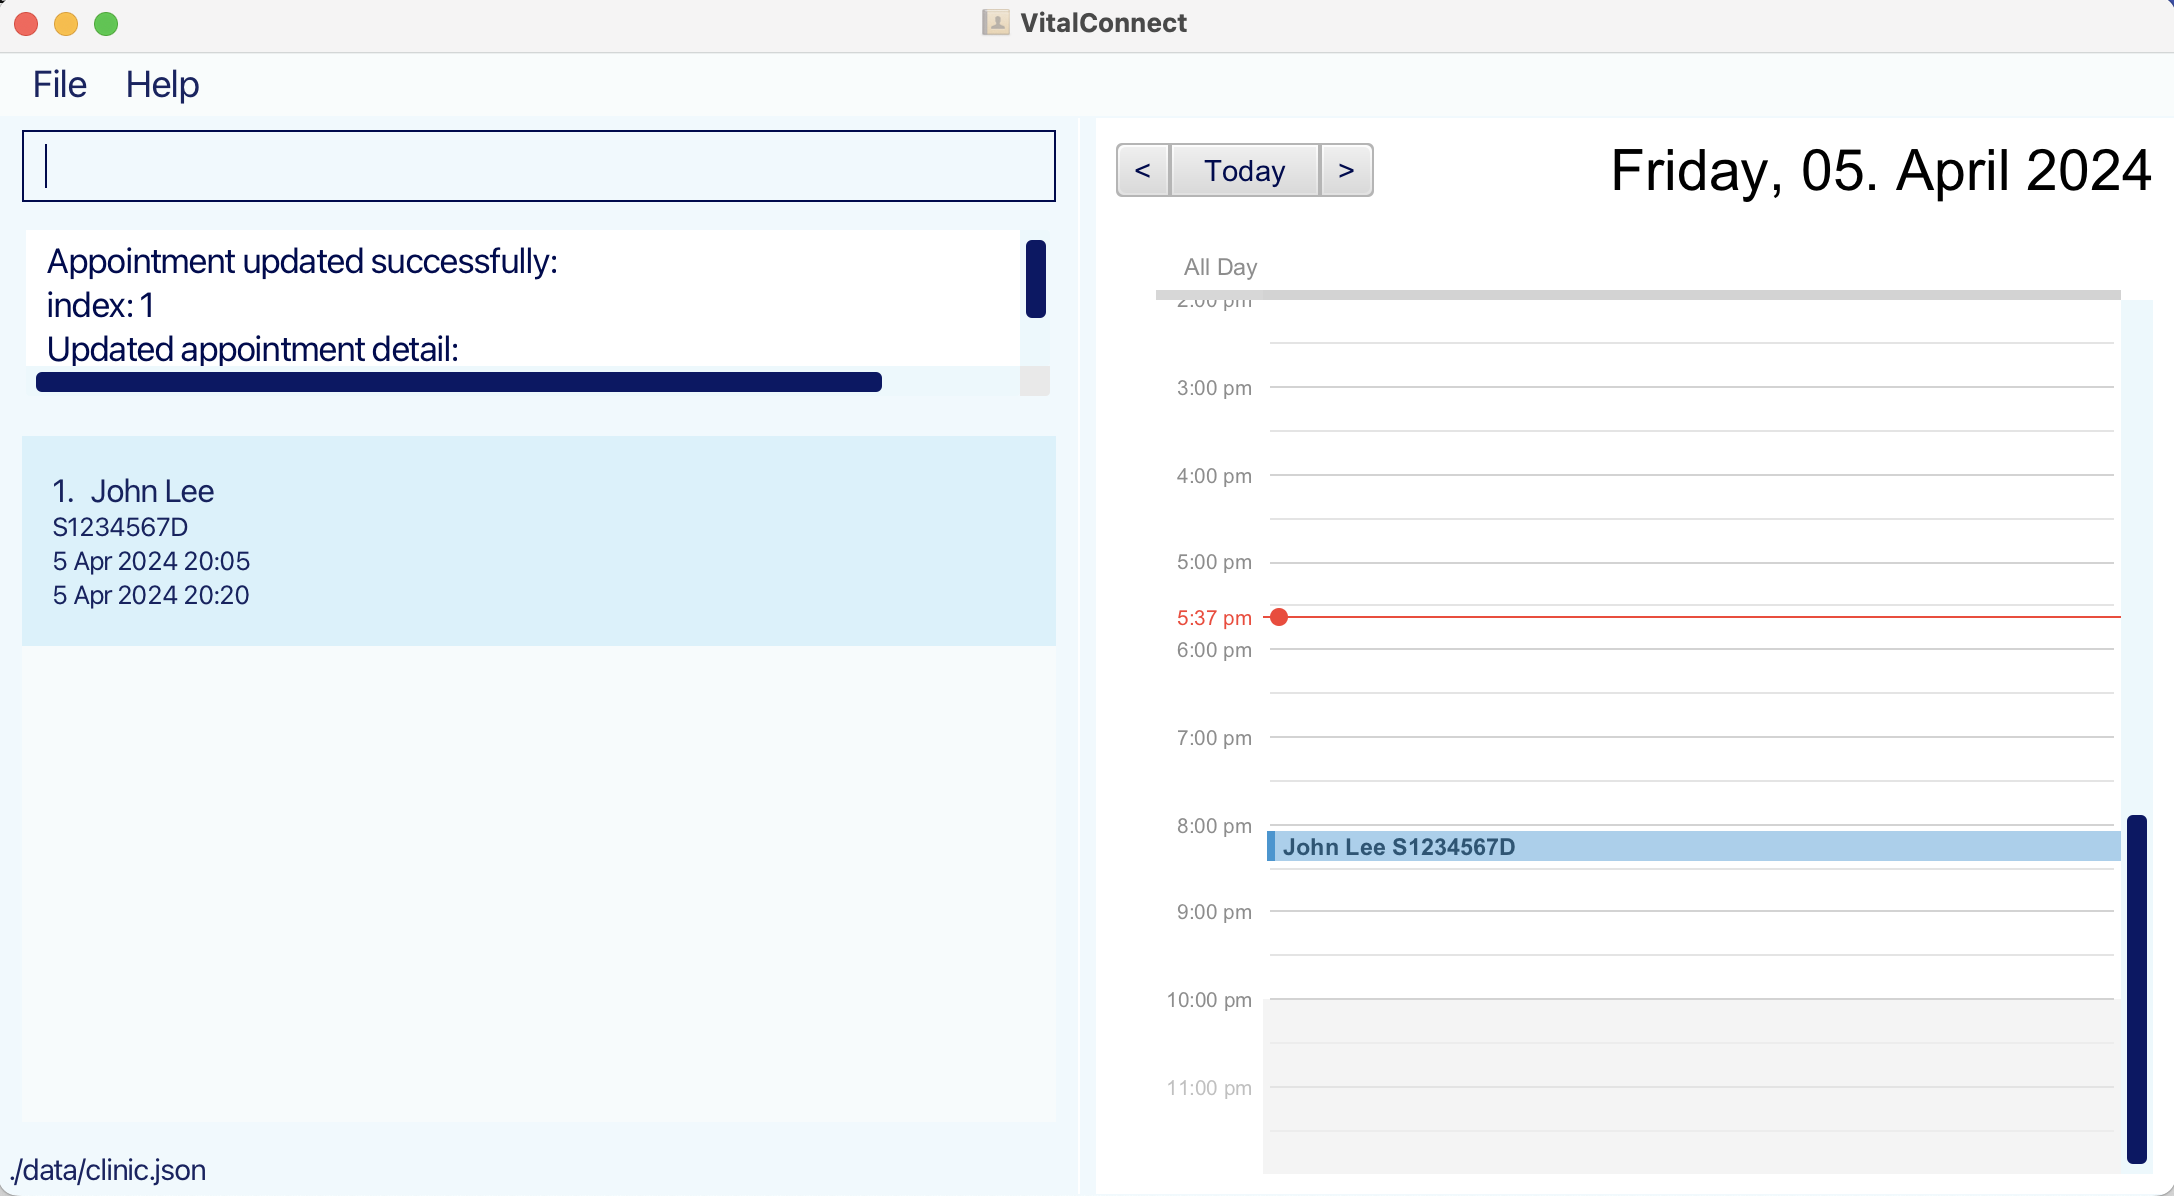 VitalConnect
File Help
Appointment updated successfully:
index: 1
Updated appointment detail:
1. John Lee
S1234567D
5 Apr 2024 20:05
5 Apr 2024 20:20
./data/clinic.json
< Today >
Friday, 05. April 2024
All Day
2:00 pm
3:00 pm
4:00 pm
5:00 pm
5:37 pm
6:00 pm
7:00 pm
8:00 pm
John Lee S1234567D
9:00 pm
10:00 pm
11:00 pm